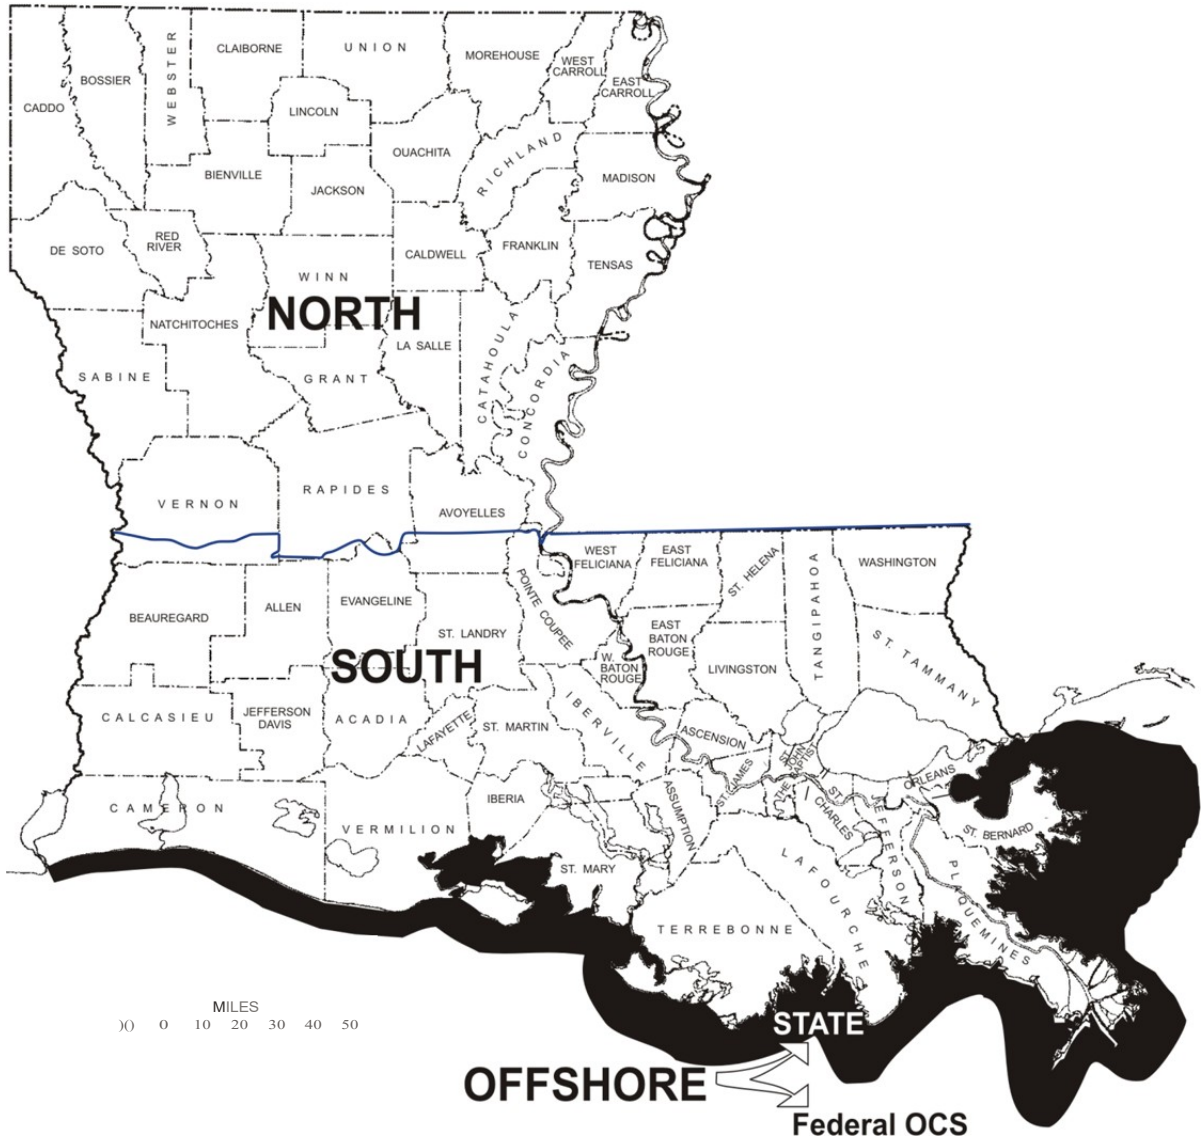 CLAIBORNE
UNION
MOREHOUSE
WEST
CARROLL
EAST
CARROLL
WEBSTER
BOSSIER
CADDO
LINCOLN
OUACHITA
RICHLAND
MADISON
BIENVILLE
JACKSON
RED
RIVER
DE SOTO
CALDWELL
FRANKLIN
TENSAS
WINN
NORTH
NATCHITOCHES
LA SALLE
CATAHOULA
CONCORDIA
SABINE
GRANT
VERNON
RAPIDES
AVOYELLES
WEST
FELICIANA
EAST
FELICIANA
ST. HELENA
TANGIPAHOA
WASHINGTON
BEAUREGARD
ALLEN
EVANGELINE
ST. LANDRY
POINTE COUPEE
EAST
BATON
ROUGE
W.
BATON
ROUGE
LIVINGSTON
ST. TAMMANY
SOUTH
CALCASIEU
JEFFERSON
DAVIS
ACADIA
LAFAYETTE
ST. MARTIN
IBERVILLE
ASCENSION
ST. JAMES
ST. JOHN
THE BAPTIST
ORLEANS
CAMERON
VERMILION
IBERIA
ASSUMPTION
ST. CHARLES
JEFFERSON
ST. BERNARD
ST. MARY
LAFOURCHE
PLAQUEMINES
TERREBONNE
MILES
)() 0 10 20 30 40 50
STATE
OFFSHORE
Federal OCS